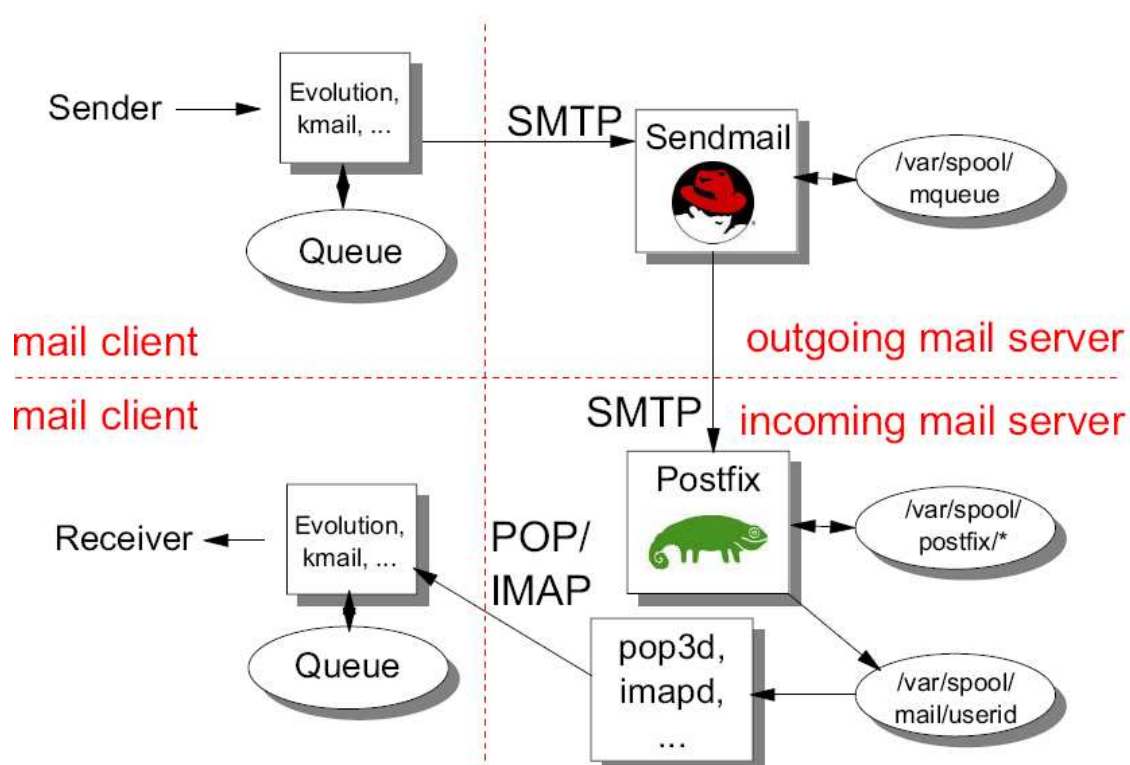 Sender
Evolution,
kmail, ...
Queue
SMTP
Sendmail
/var/spool/
mqueue
mail client
outgoing mail server
mail client
incoming mail server
SMTP
Postfix
/var/spool/
postfix/*
Receiver
Evolution,
kmail, ...
Queue
POP/
IMAP
pop3d,
imapd,
...
/var/spool/
mail/userid